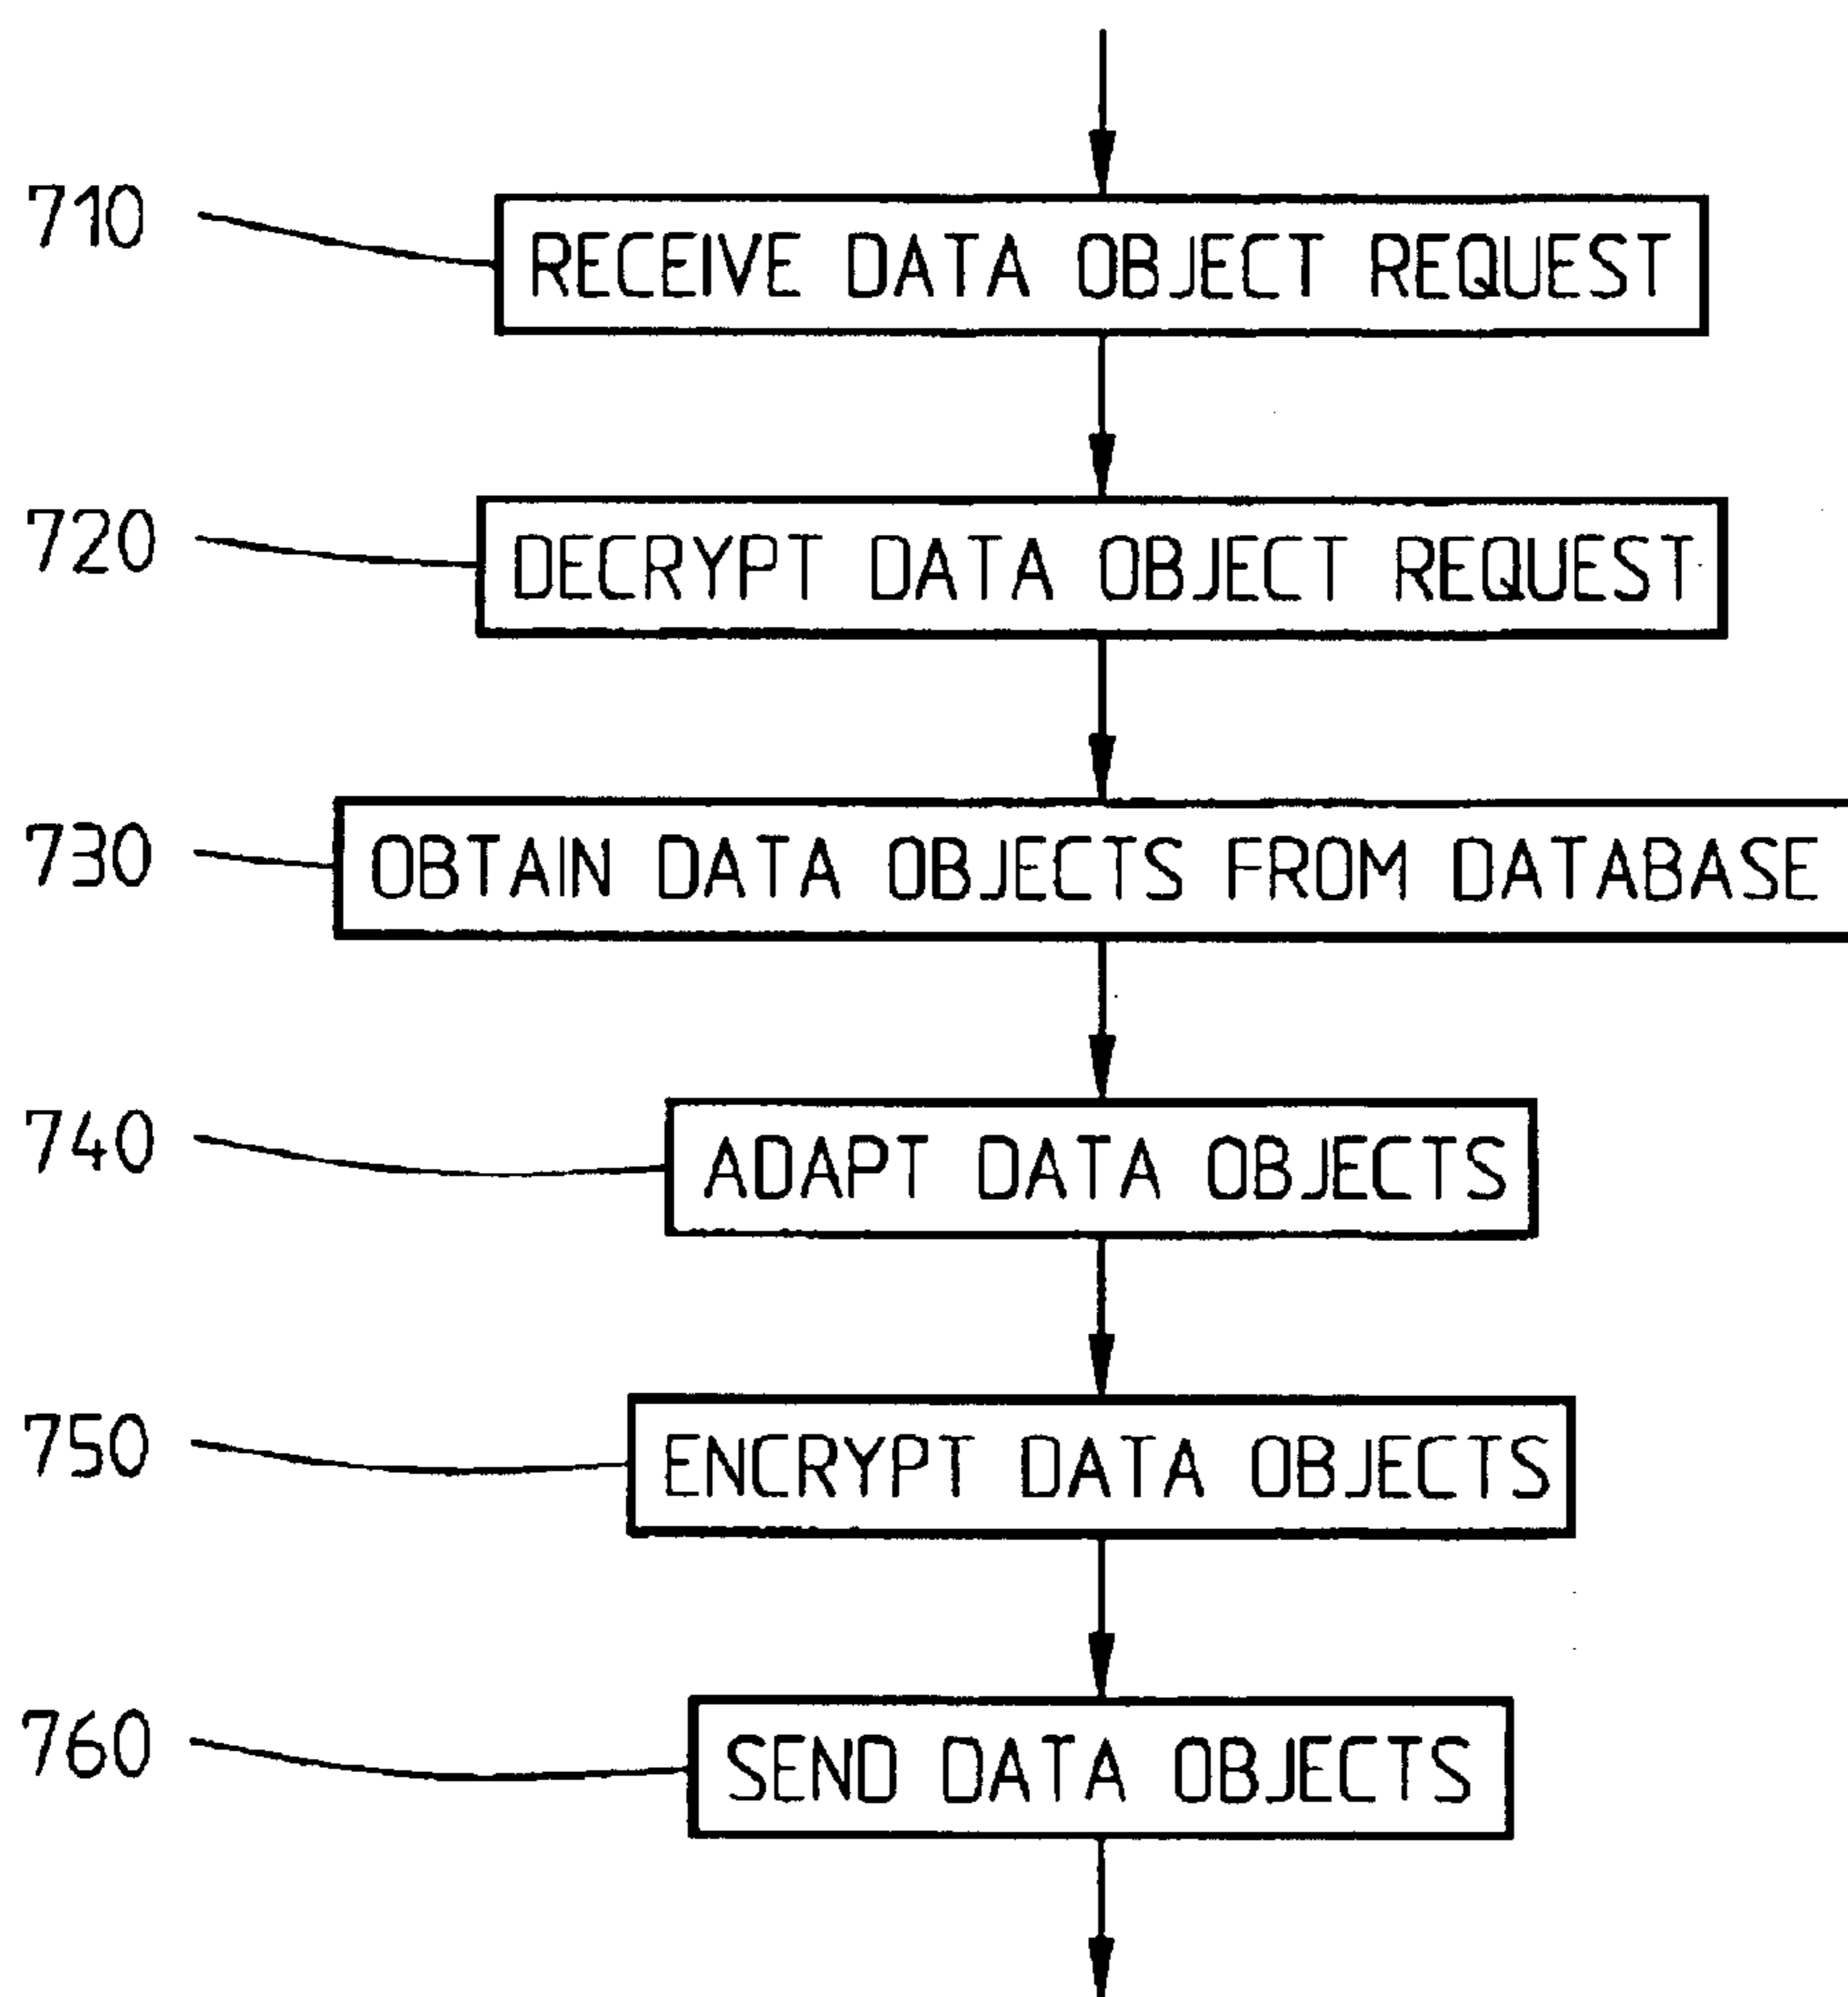 710 RECEIVE DATA OBJECT REQUEST
720 DECRYPT DATA OBJECT REQUEST
730 OBTAIN DATA OBJECTS FROM DATABASE
740 ADAPT DATA OBJECTS
750 ENCRYPT DATA OBJECTS
760 SEND DATA OBJECTS